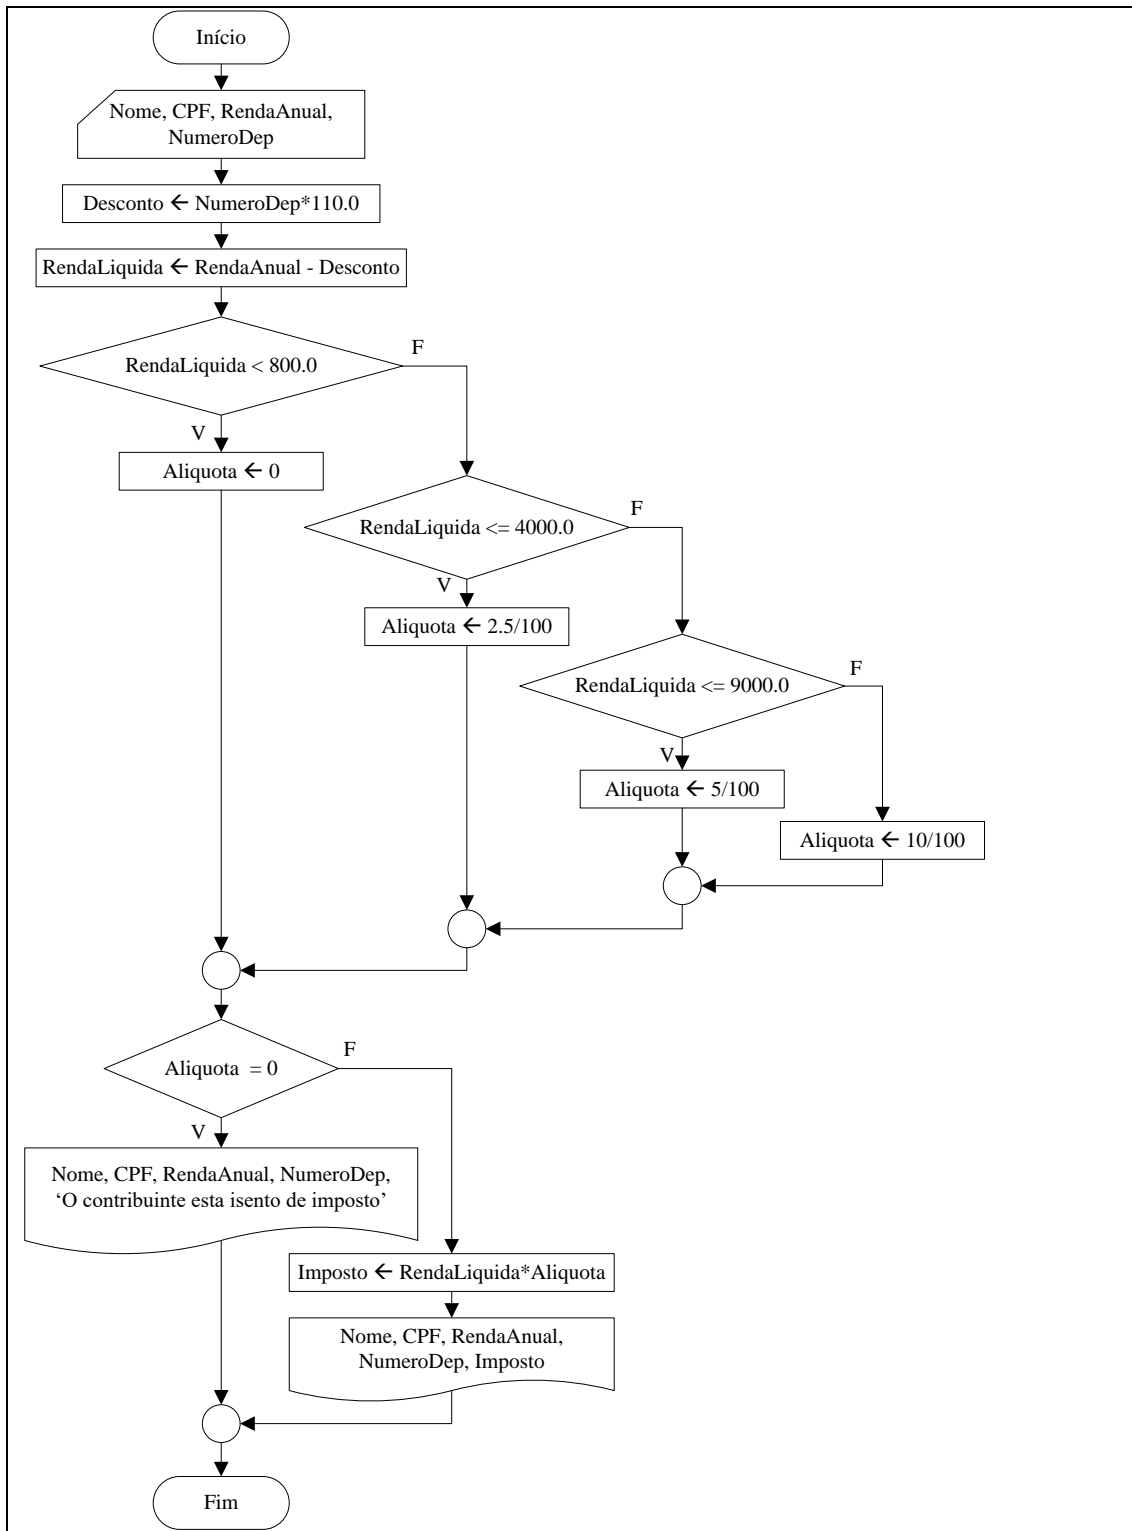 Início
Nome, CPF, RendaAnual,
NumeroDep
Desconto ← NumeroDep*110.0
RendaLiquida ← RendaAnual - Desconto
RendaLiquida < 800.0
F
V
Aliquota ← 0
RendaLiquida <= 4000.0
F
V
Aliquota ← 2.5/100
RendaLiquida <= 9000.0
F
V
Aliquota ← 5/100
Aliquota ← 10/100
Aliquota = 0
F
V
Nome, CPF, RendaAnual, NumeroDep,
‘O contribuinte esta isento de imposto’
Imposto ← RendaLiquida*Aliquota
Nome, CPF, RendaAnual,
NumeroDep, Imposto
Fim